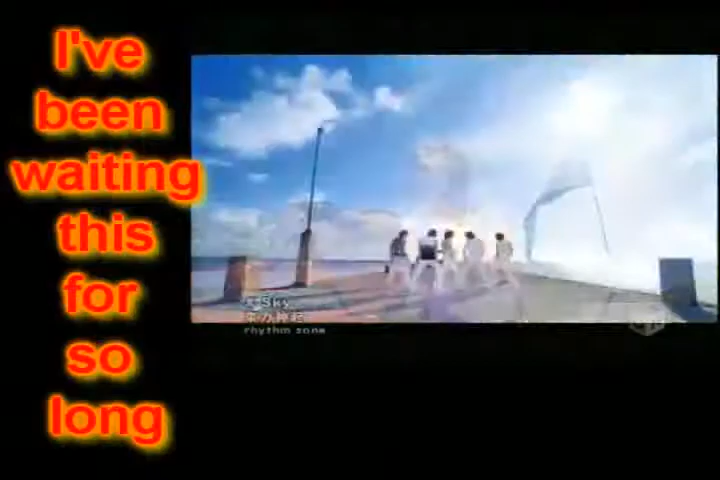 I've
been
waiting
this
for
so
long
Sky
rhythm zone